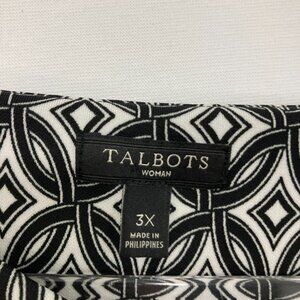 TALBOTS
WOMAN
3X
MADE IN
PHILIPPINES